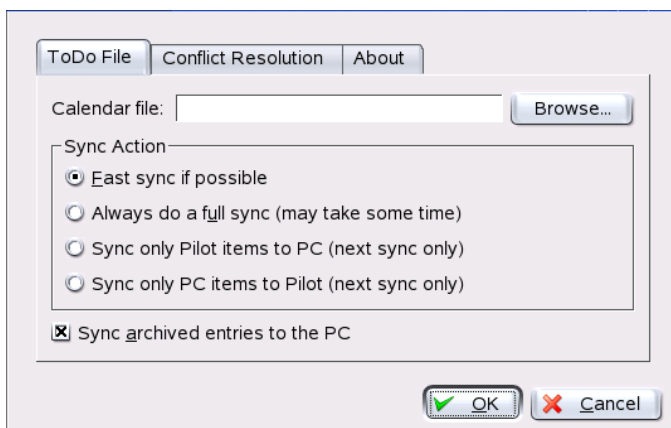 ToDo File Conflict Resolution About
Calendar file: Browse...
Sync Action
Fast sync if possible
Always do a full sync (may take some time)
Sync only Pilot items to PC (next sync only)
Sync only PC items to Pilot (next sync only)
Sync archived entries to the PC
OK Cancel